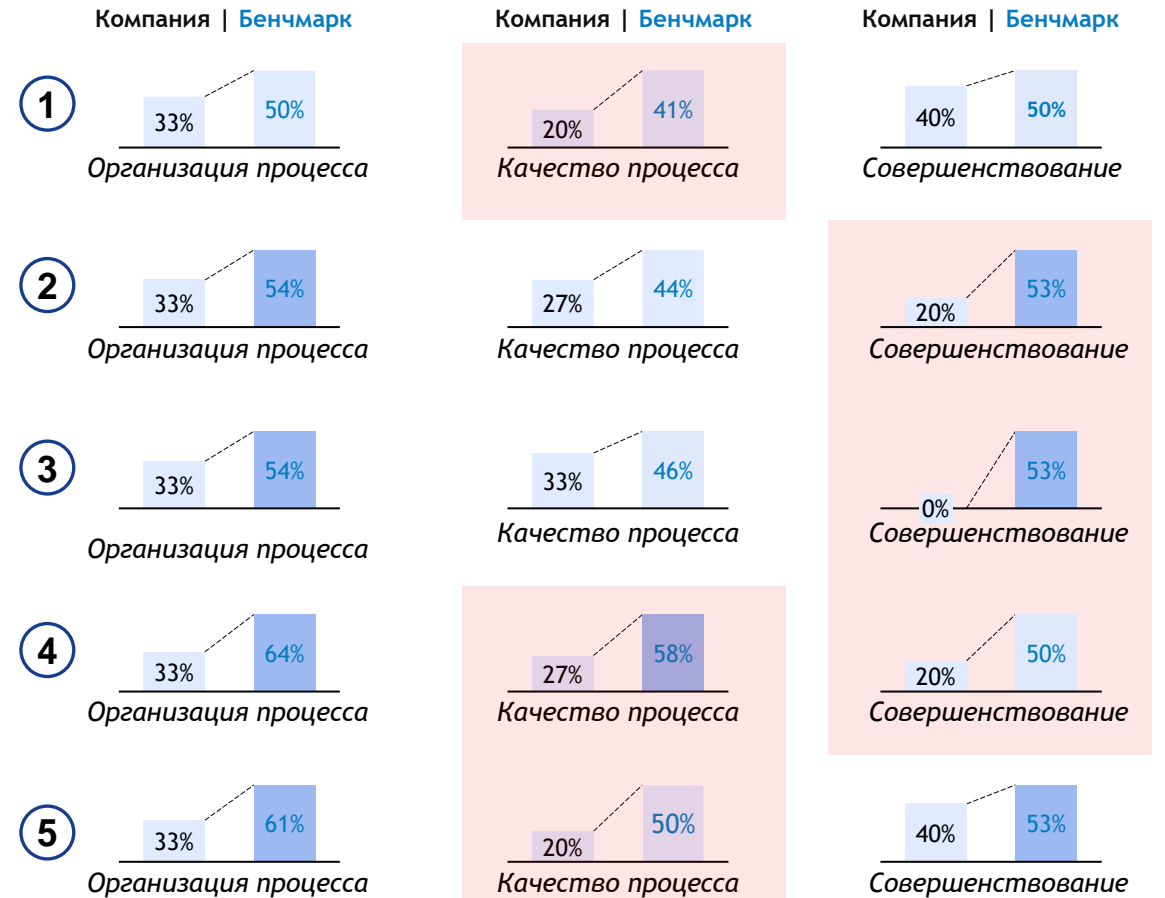 Компания | Бенчмарк
Компания | Бенчмарк
Компания | Бенчмарк
1
33%
50%
Организация процесса
20%
41%
Качество процесса
40%
50%
Совершенствование
2
33%
54%
Организация процесса
27%
44%
Качество процесса
20%
53%
Совершенствование
3
33%
54%
Организация процесса
33%
46%
Качество процесса
0%
53%
Совершенствование
4
33%
64%
Организация процесса
27%
58%
Качество процесса
20%
50%
Совершенствование
5
33%
61%
Организация процесса
20%
50%
Качество процесса
40%
53%
Совершенствование